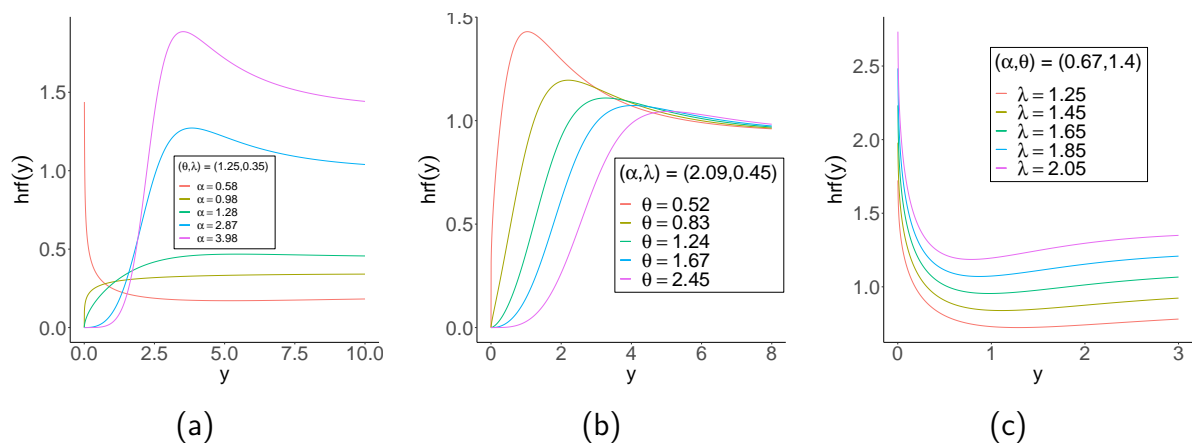 hrf(y)
1.5
1.0
0.5
0.0
(θ,λ) = (1.25,0.35)
α = 0.58
α = 0.98
α = 1.28
α = 2.87
α = 3.98
0.0 2.5 5.0 7.5 10.0
y
(a)
hrf(y)
1.5
1.0
0.5
0.0
(α,λ) = (2.09,0.45)
θ = 0.52
θ = 0.83
θ = 1.24
θ = 1.67
θ = 2.45
0 2 4 6 8
y
(b)
hrf(y)
2.5
2.0
1.5
1.0
(α,θ) = (0.67,1.4)
λ = 1.25
λ = 1.45
λ = 1.65
λ = 1.85
λ = 2.05
0 1 2 3
y
(c)